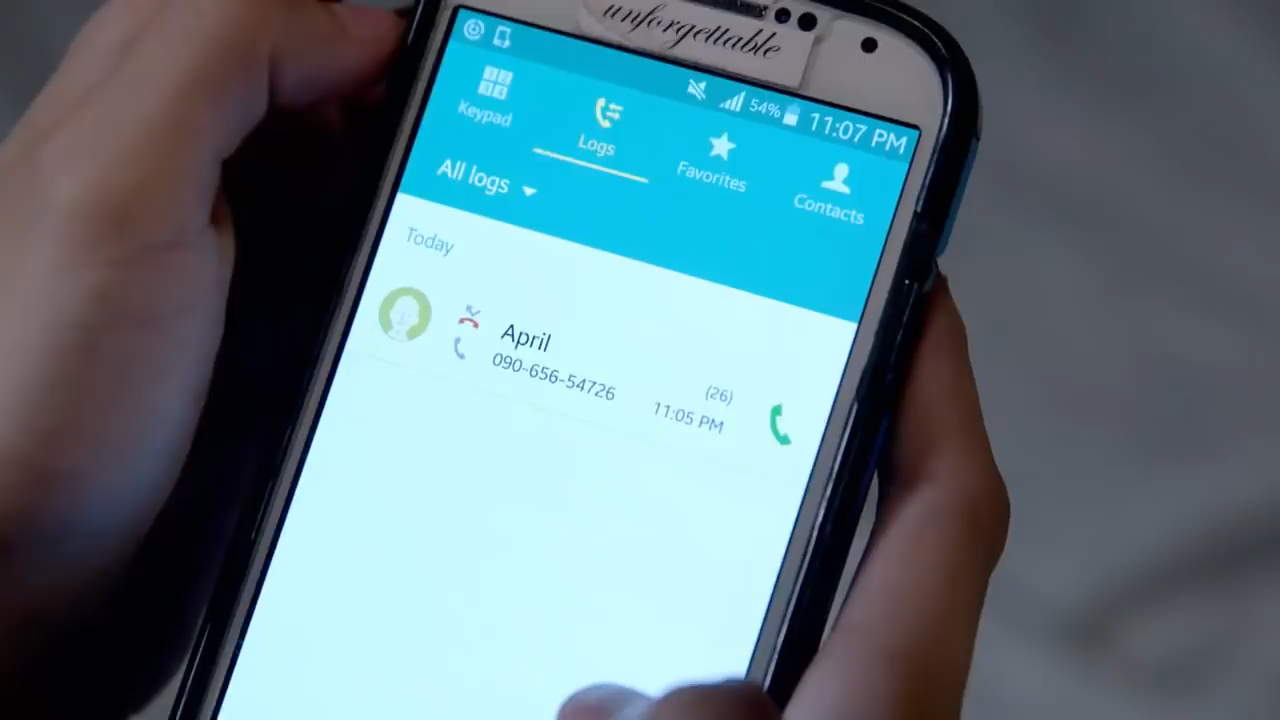 unforgettable
54% 11:07 PM
Keypad
Logs
Favorites
Contacts
All logs
Today
April
090-656-54726
(26)
11:05 PM